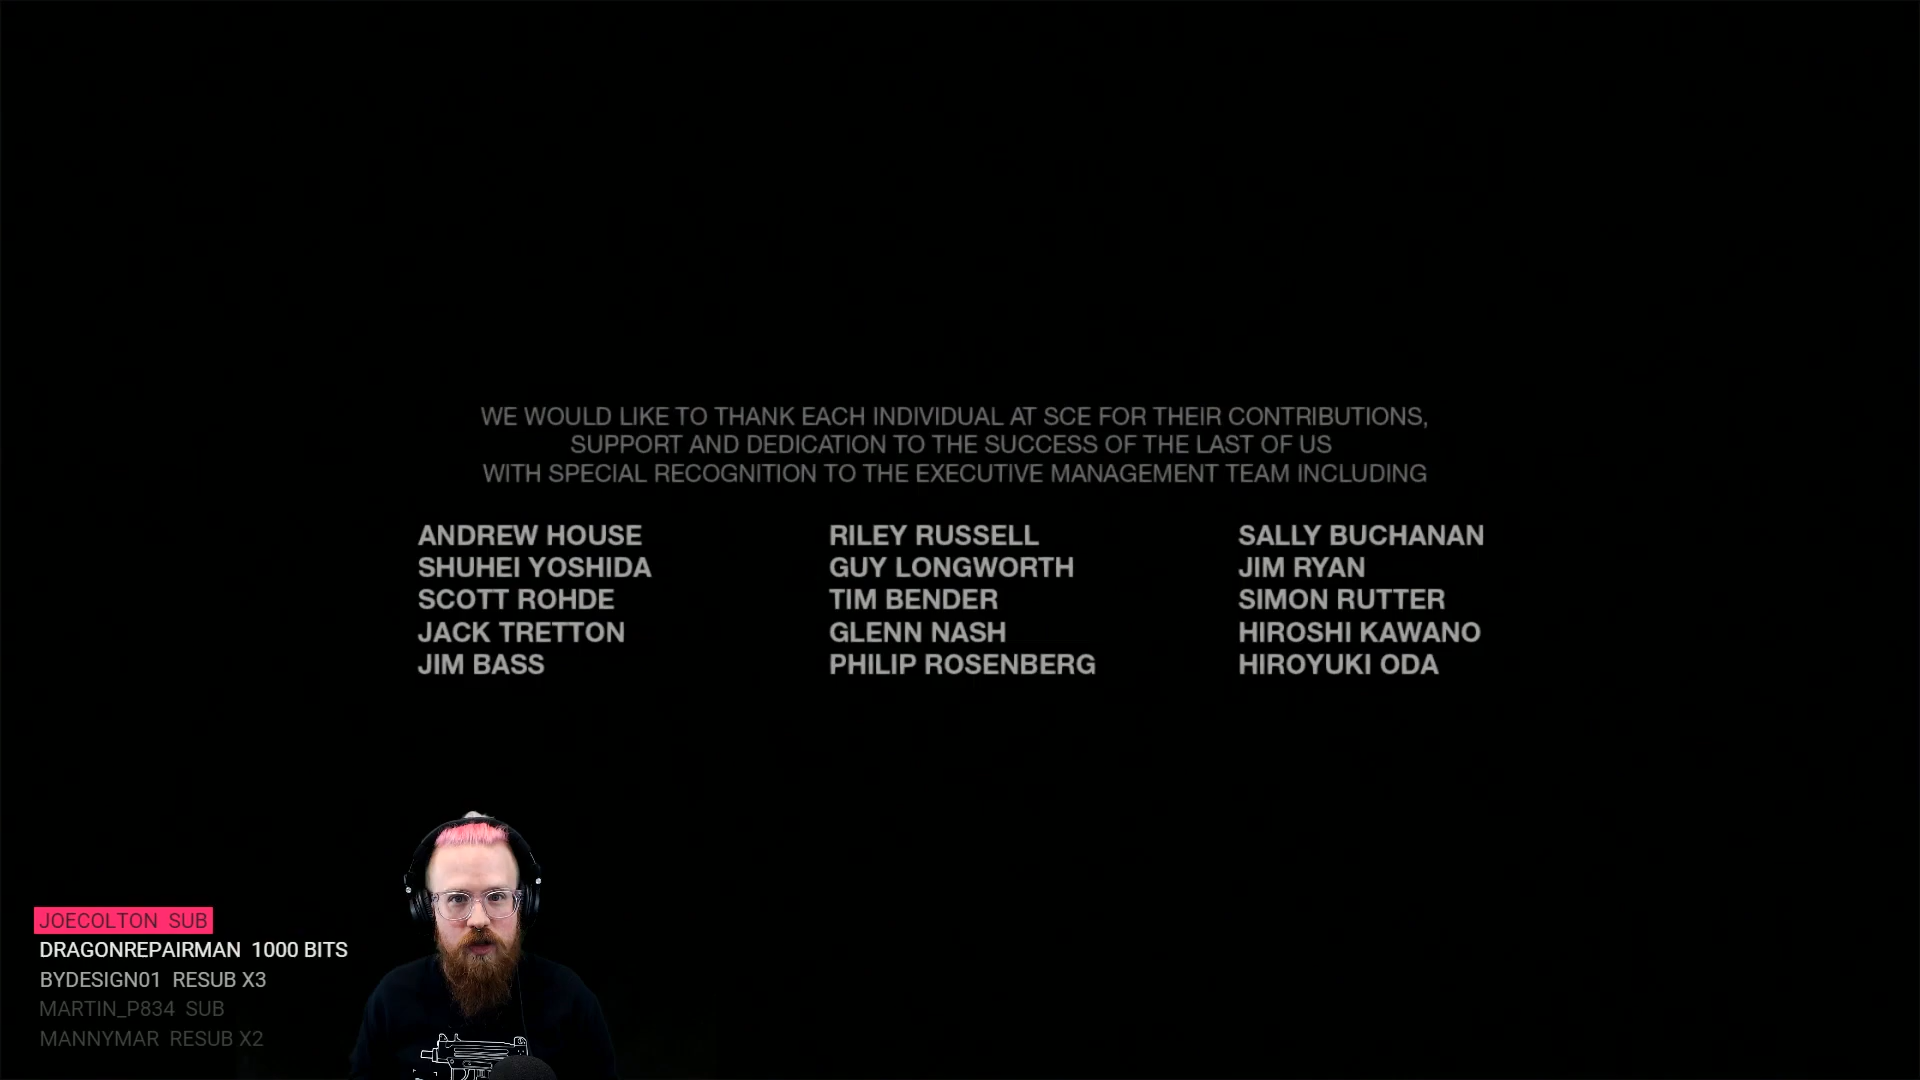 WE WOULD LIKE TO THANK EACH INDIVIDUAL AT SCE FOR THEIR CONTRIBUTIONS,
SUPPORT AND DEDICATION TO THE SUCCESS OF THE LAST OF US
WITH SPECIAL RECOGNITION TO THE EXECUTIVE MANAGEMENT TEAM INCLUDING
ANDREW HOUSE
SHUHEI YOSHIDA
SCOTT ROHDE
JACK TRETTON
JIM BASS
RILEY RUSSELL
GUY LONGWORTH
TIM BENDER
GLENN NASH
PHILIP ROSENBERG
SALLY BUCHANAN
JIM RYAN
SIMON RUTTER
HIROSHI KAWANO
HIROYUKI ODA
JOECOLTON SUB
DRAGONREPAIRMAN 1000 BITS
BYDESIGN01 RESUB X3
MARTIN_P834 SUB
MANNYMAR RESUB X2